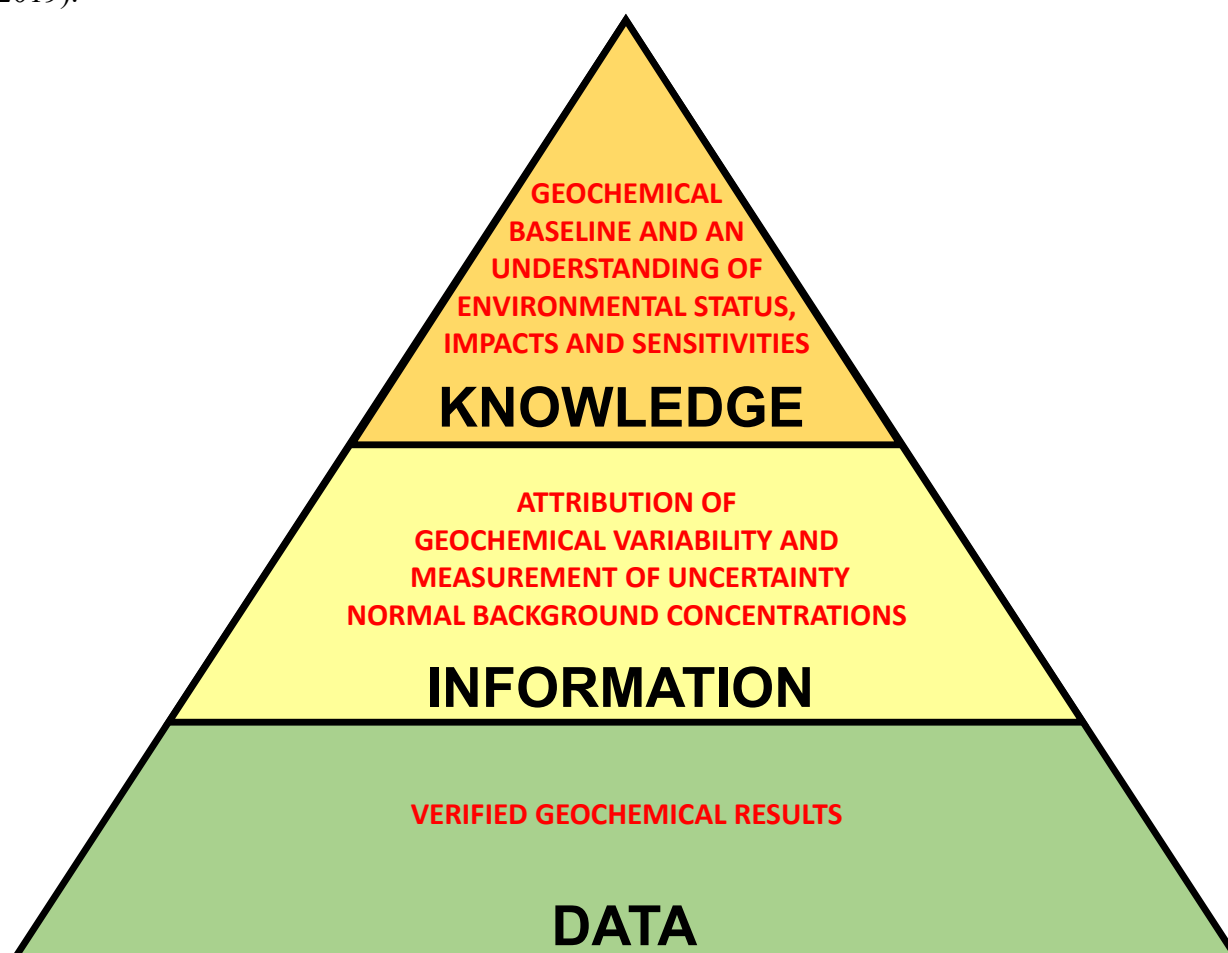 2019).
GEOCHEMICAL
BASELINE AND AN
UNDERSTANDING OF
ENVIRONMENTAL STATUS,
IMPACTS AND SENSITIVITIES
KNOWLEDGE
ATTRIBUTION OF
GEOCHEMICAL VARIABILITY AND
MEASUREMENT OF UNCERTAINTY
NORMAL BACKGROUND CONCENTRATIONS
INFORMATION
VERIFIED GEOCHEMICAL RESULTS
DATA